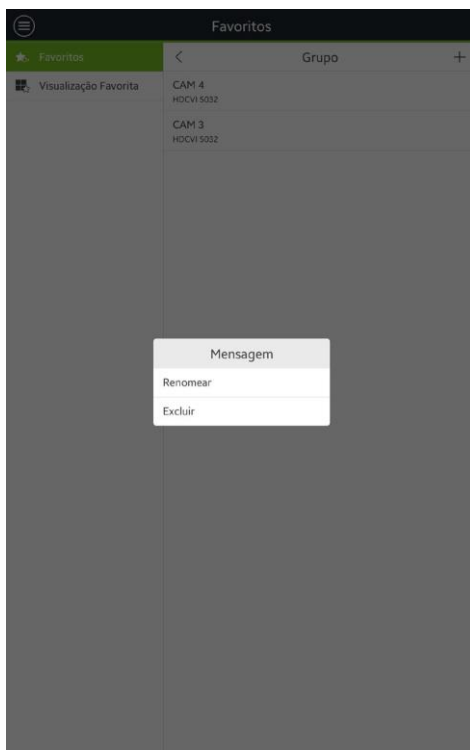 Favoritos
Favoritos
Visualização Favorita
Grupo
CAM 4
HDCVI 5032
CAM 3
HDCVI 5032
Mensagem
Renomear
Excluir